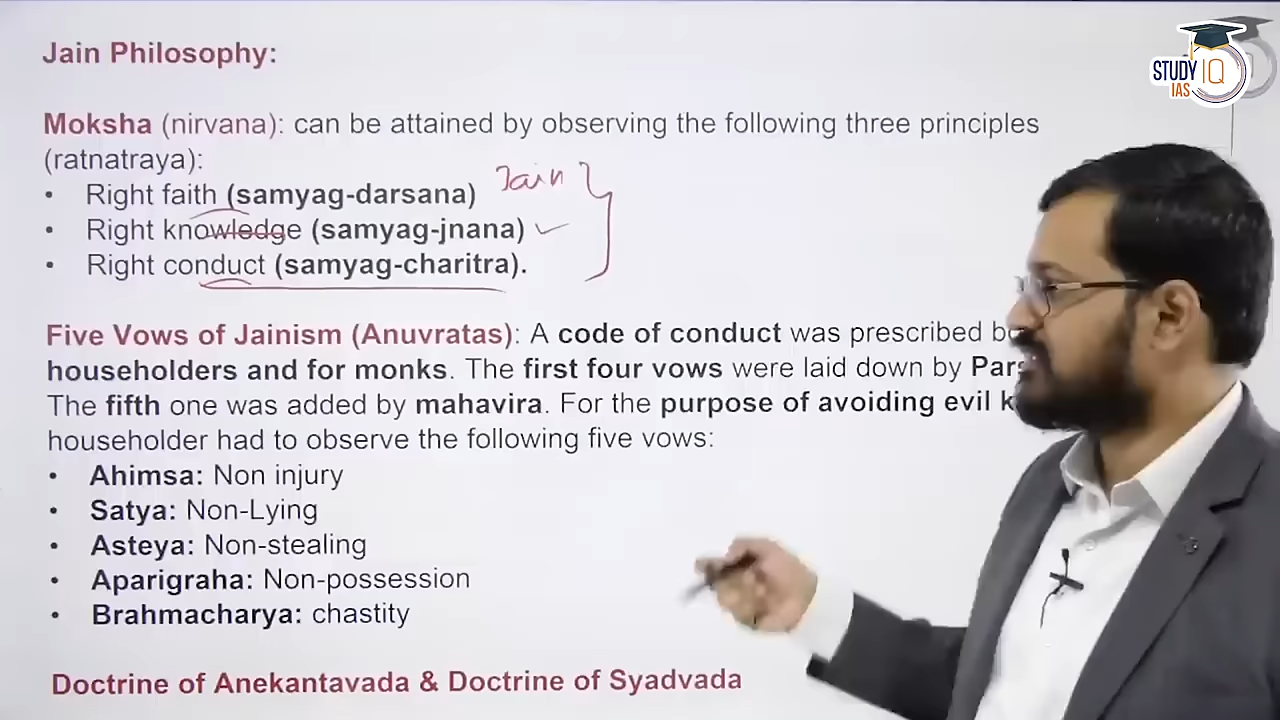 Jain Philosophy:
STUDY IQ
IAS
Moksha (nirvana): can be attained by observing the following three principles
(ratnatraya):
• Right faith (samyag-darsana)
Jain
• Right knowledge (samyag-jnana)
• Right conduct (samyag-charitra).
Five Vows of Jainism (Anuvratas): A code of conduct was prescribed
householders and for monks. The first four vows were laid down by
The fifth one was added by mahavira. For the purpose of avoiding evil
householder had to observe the following five vows:
• Ahimsa: Non injury
• Satya: Non-Lying
• Asteya: Non-stealing
• Aparigraha: Non-possession
• Brahmacharya: chastity
Doctrine of Anekantavada & Doctrine of Syadvada